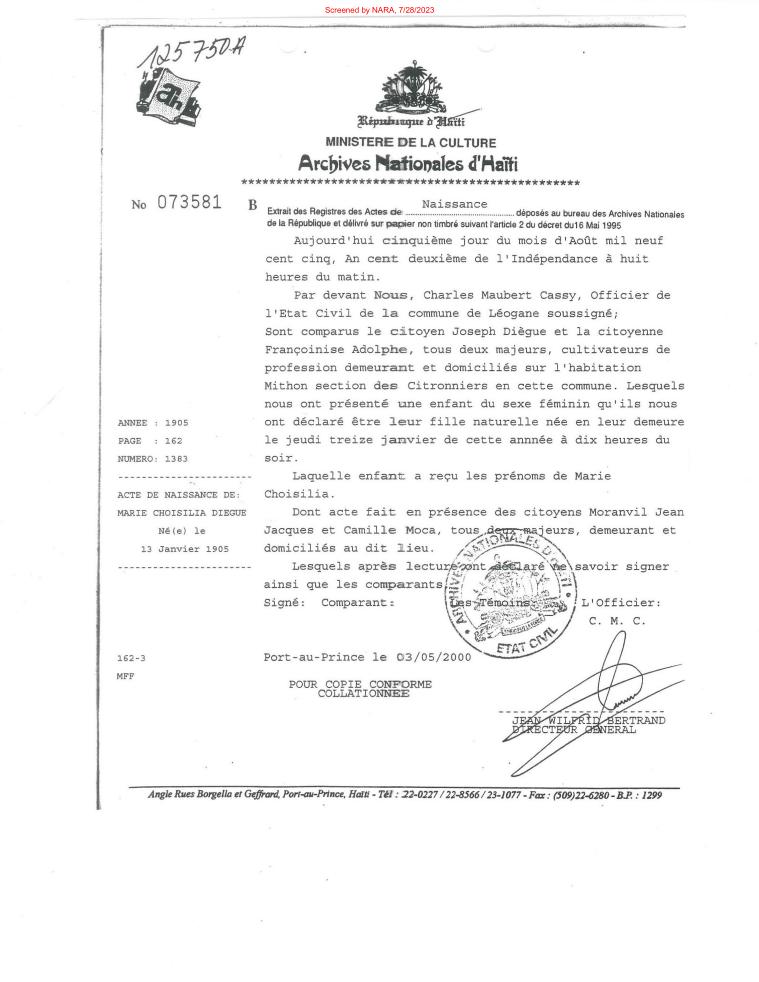 Screened by NARA, 7/28/2023
125750A
ah
République d'Haïti
MINISTERE DE LA CULTURE
Archives Nationales d'Haïti
*************************************************
No 073581 B
Naissance
Extrait des Registres des Actes de ........................................ déposés au bureau des Archives Nationales
de la République et délivré sur papier non timbré suivant l'article 2 du décret du16 Mai 1995
Aujourd'hui cinquième jour du mois d'Août mil neuf
cent cinq, An cent deuxième de l'Indépendance à huit
heures du matin.
Par devant Nous, Charles Maubert Cassy, Officier de
l'Etat Civil de la commune de Léogane soussigné;
Sont comparus le citoyen Joseph Diègue et la citoyenne
Françoinise Adolphe, tous deux majeurs, cultivateurs de
profession demeurant et domiciliés sur l'habitation
Mithon section des Citronniers en cette commune. Lesquels
nous ont présenté une enfant du sexe féminin qu'ils nous
ont déclaré être leur fille naturelle née en leur demeure
le jeudi treize janvier de cette annnée à dix heures du
soir.
Laquelle enfant a reçu les prénoms de Marie
Choisilia.
Dont acte fait en présence des citoyens Moranvil Jean
Jacques et Camille Moca, tous deux majeurs, demeurant et
domiciliés au dit lieu.
Lesquels après lecture ont déclaré ne savoir signer
ainsi que les comparants
Signé: Comparant: Les Témoins: L'Officier:
C. M. C.
ANNEE : 1905
PAGE : 162
NUMERO: 1383
----------------------
ACTE DE NAISSANCE DE:
MARIE CHOISILIA DIEGUE
Né(e) le
13 Janvier 1905
----------------------
ARCHIVES NATIONALES D'HAITI
ETAT CIVIL
162-3
MFF
Port-au-Prince le 03/05/2000
POUR COPIE CONFORME
COLLATIONNEE
JEAN WILFRID BERTRAND
DIRECTEUR GENERAL
Angle Rues Borgella et Geffrard, Port-au-Prince, Haïti - Tél : 22-0227 / 22-8566 / 23-1077 - Fax : (509)22-6280 - B.P. : 1299